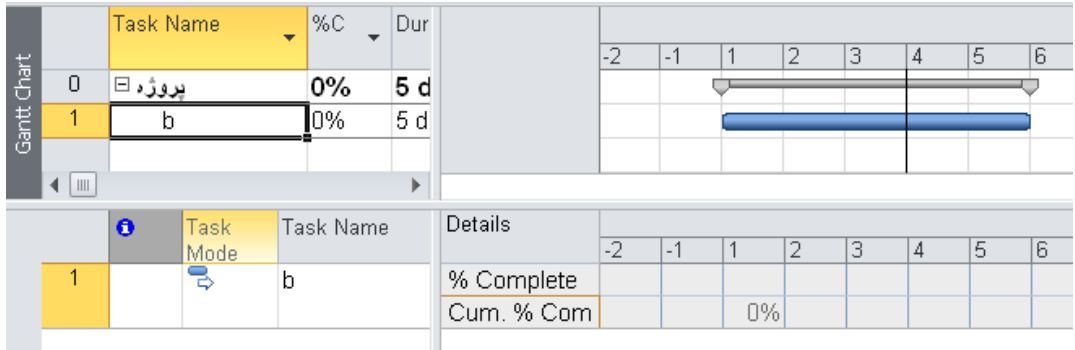 Gantt Chart
Task Name %C Dur
-2 -1 1 2 3 4 5 6
0 پروژه 0% 5 d
1 b 0% 5 d
Task Mode Task Name Details
-2 -1 1 2 3 4 5 6
1 b % Complete
Cum. % Com 0%